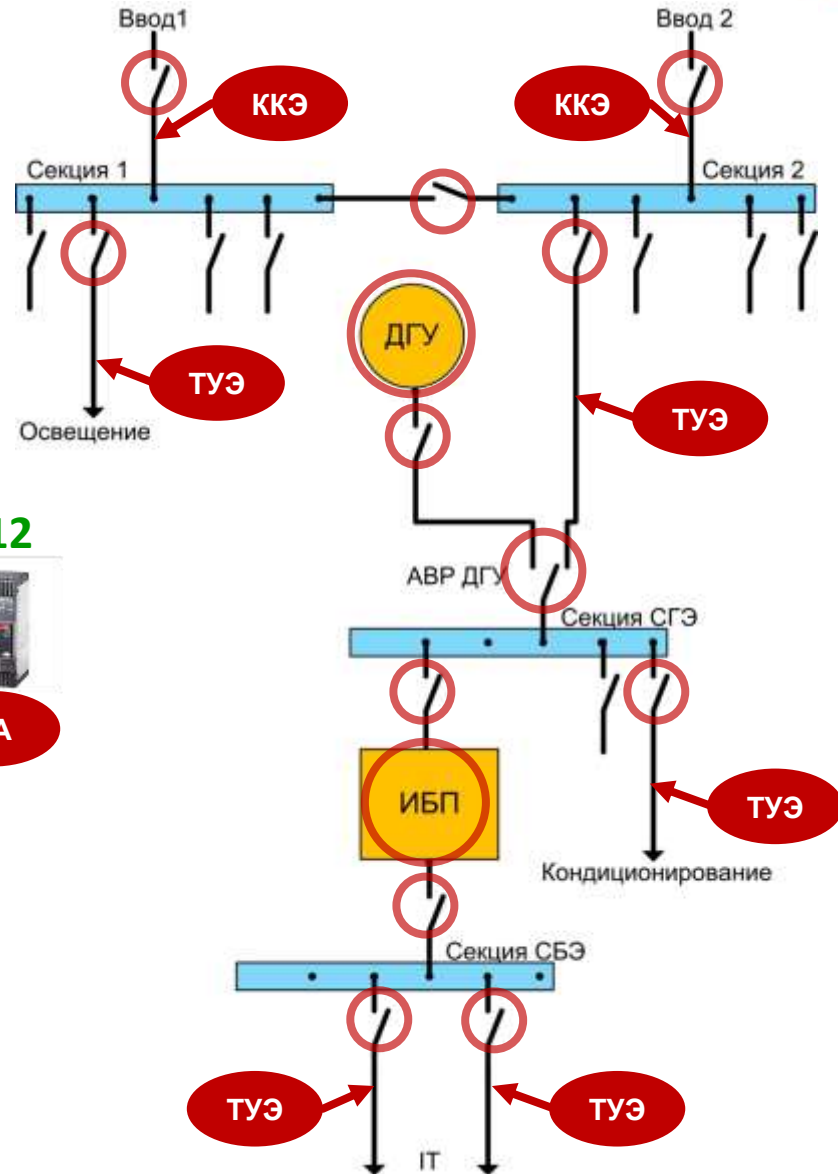 Ввод1
Ввод 2
ККЭ
ККЭ
Секция 1
Секция 2
ДГУ
ТУЭ
ТУЭ
Освещение
12
АВР ДГУ
Секция СГЭ
А
ИБП
ТУЭ
Кондиционирование
Секция СБЭ
ТУЭ
ТУЭ
IT